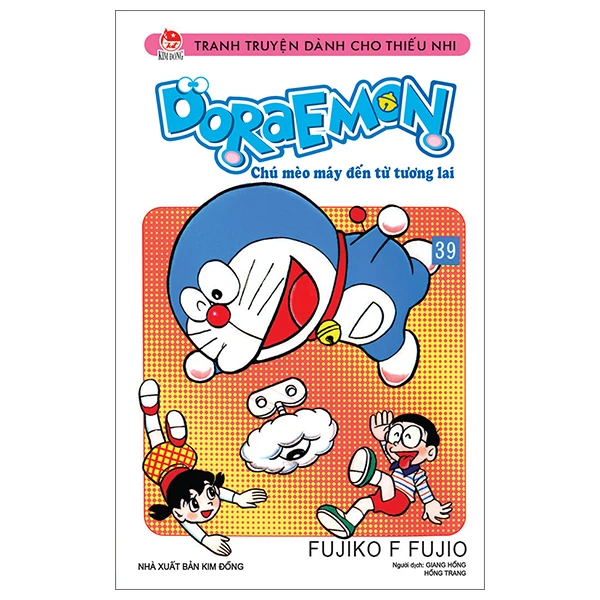 KIM ĐỒNG
TRANH TRUYỆN DÀNH CHO THIẾU NHI
DORAEMON
Chú mèo máy đến từ tương lai
39
FUJIKO F FUJIO
NHÀ XUẤT BẢN KIM ĐỒNG
Người dịch: GIANG HỒNG
HỒNG TRANG